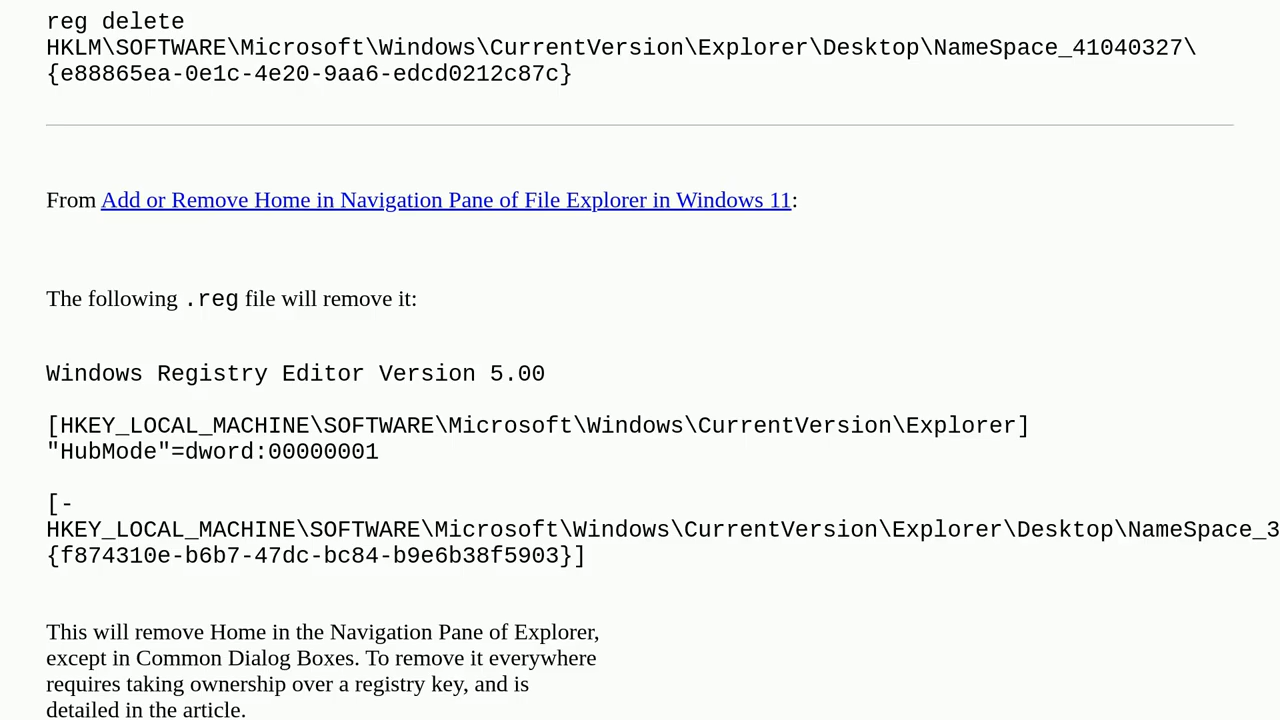 reg delete
HKLM\SOFTWARE\Microsoft\Windows\CurrentVersion\Explorer\Desktop\NameSpace_41040327\
{e88865ea-0e1c-4e20-9aa6-edcd0212c87c}
From Add or Remove Home in Navigation Pane of File Explorer in Windows 11:
The following .reg file will remove it:
Windows Registry Editor Version 5.00
[HKEY_LOCAL_MACHINE\SOFTWARE\Microsoft\Windows\CurrentVersion\Explorer]
"HubMode"=dword:00000001
[-
HKEY_LOCAL_MACHINE\SOFTWARE\Microsoft\Windows\CurrentVersion\Explorer\Desktop\NameSpace_3
{f874310e-b6b7-47dc-bc84-b9e6b38f5903}]
This will remove Home in the Navigation Pane of Explorer,
except in Common Dialog Boxes. To remove it everywhere
requires taking ownership over a registry key, and is
detailed in the article.